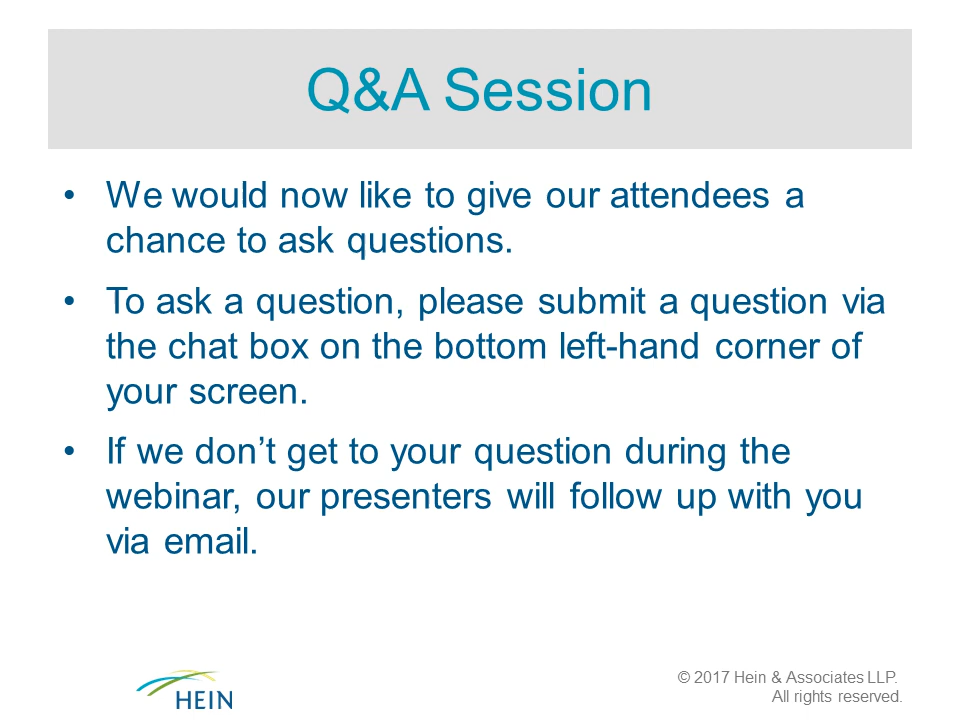 Q&A Session
• We would now like to give our attendees a
chance to ask questions.
• To ask a question, please submit a question via
the chat box on the bottom left-hand corner of
your screen.
• If we don’t get to your question during the
webinar, our presenters will follow up with you
via email.
HEIN
© 2017 Hein & Associates LLP.
All rights reserved.